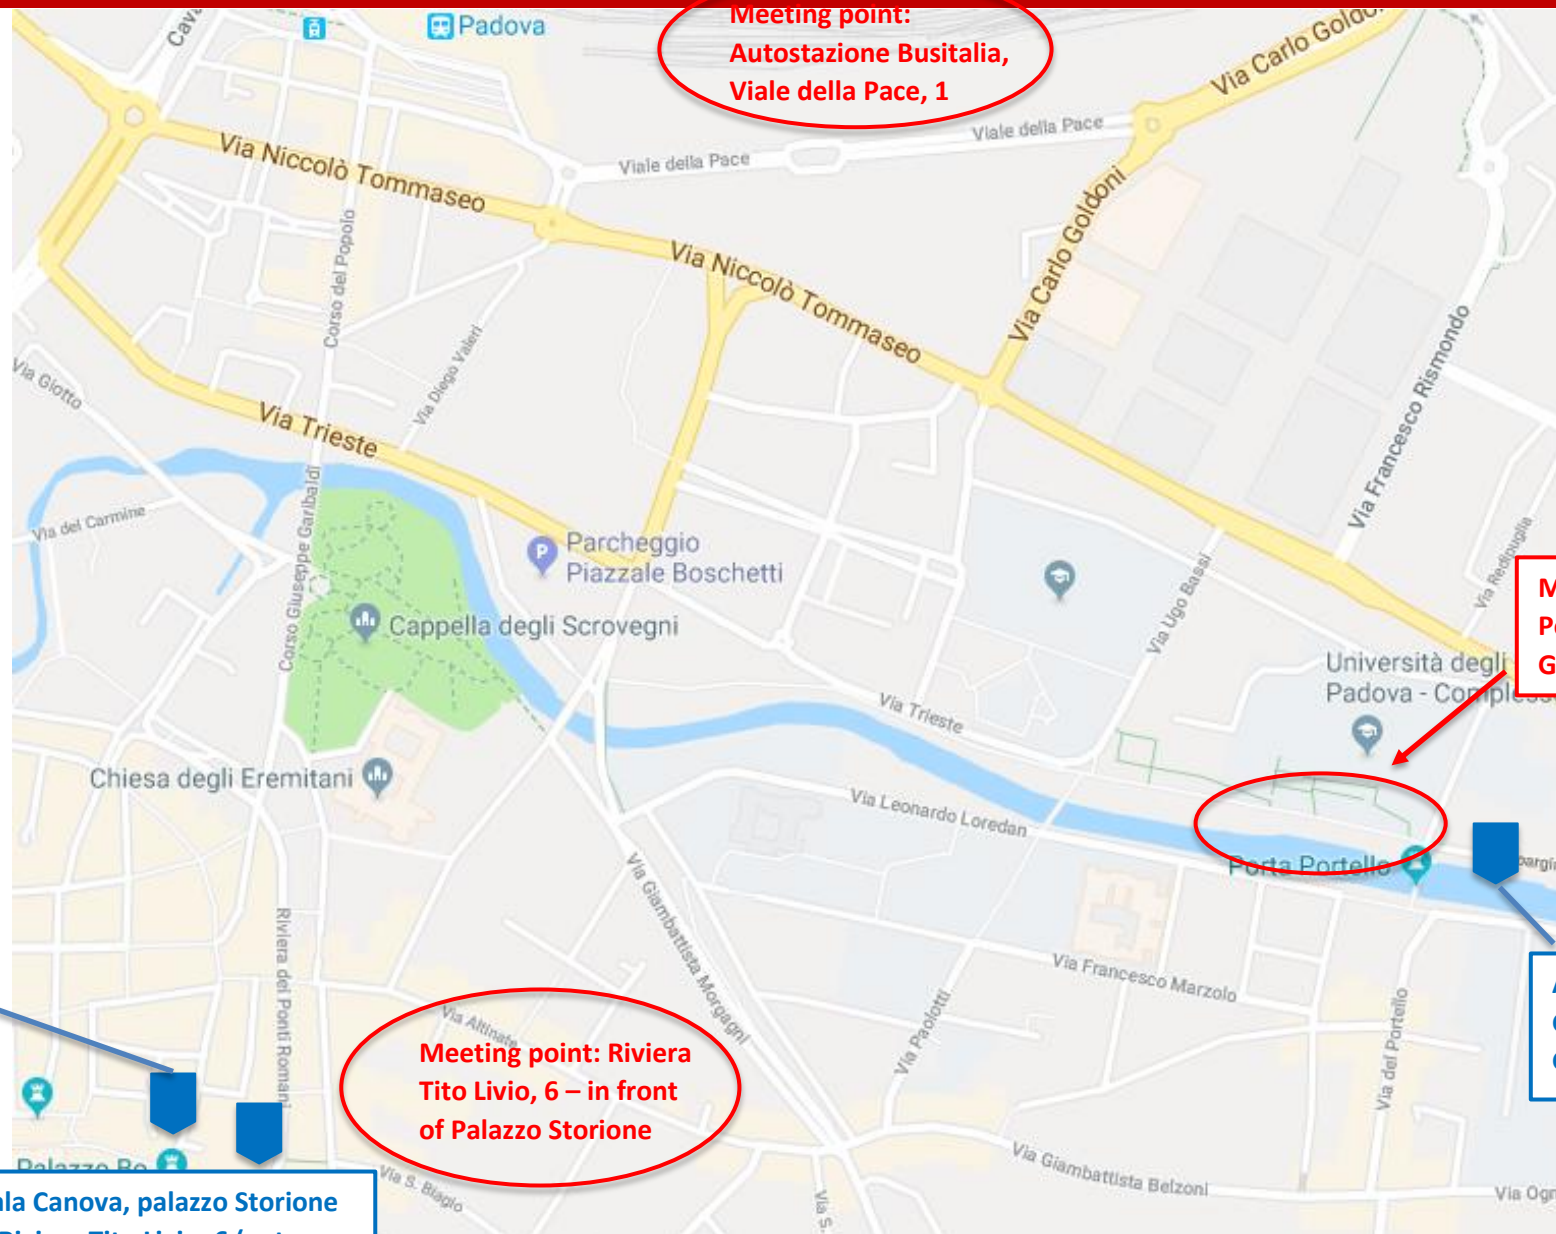 Meeting point:
Autostazione Busitalia,
Viale della Pace, 1
Padova
Via Carlo Goldoni
Viale della Pace
Viale della Pace
Via Niccolò Tommaseo
Via Niccolò Tommaseo
Via Carlo Goldoni
Corso del Popolo
Via Diego Valeri
Via Giotto
Via Trieste
Via Francesco Rismondo
Via Redipuglia
Via del Carmine
Corso Giuseppe Garibaldi
Parcheggio
Piazzale Boschetti
Cappella degli Scrovegni
Via Ugo Bassi
Università degli
Padova -
Via Trieste
Chiesa degli Eremitani
Via Leonardo Loredan
Porta Portello
Via Giambattista Morgagni
Riviera dei Ponti Romani
Via Francesco Marzolo
Via Paolotti
Via del Portello
Via Altinate
Meeting point: Riviera
Tito Livio, 6 – in front
of Palazzo Storione
Palazzo Bo
Via S. Biagio
Via S.
Via Giambattista Belzoni
Via
Canova, palazzo Storione